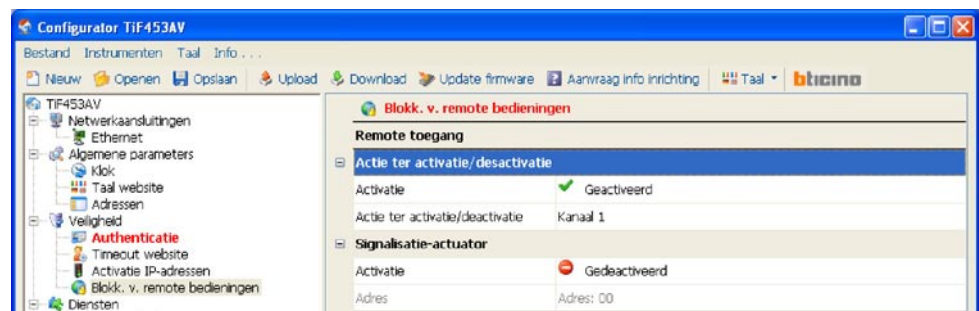 Configurator TiF453AV
Bestand Instrumenten Taal Info . . .
Nieuw Openen Opslaan Upload Download Update firmware Aanvraag info inrichting Taal bticino
TiF453AV
Netwerkaansluitingen
Ethernet
Algemene parameters
Klok
Taal website
Adressen
Veiligheid
Authenticatie
Timeout website
Activatie IP-adressen
Blokk. v. remote bedieningen
Diensten
Blokk. v. remote bedieningen
Remote toegang
Actie ter activatie/desactivatie
Activatie Geactiveerd
Actie ter activatie/deactivatie Kanaal 1
Signalisatie-actuator
Activatie Gedeactiveerd
Adres Adres: 00